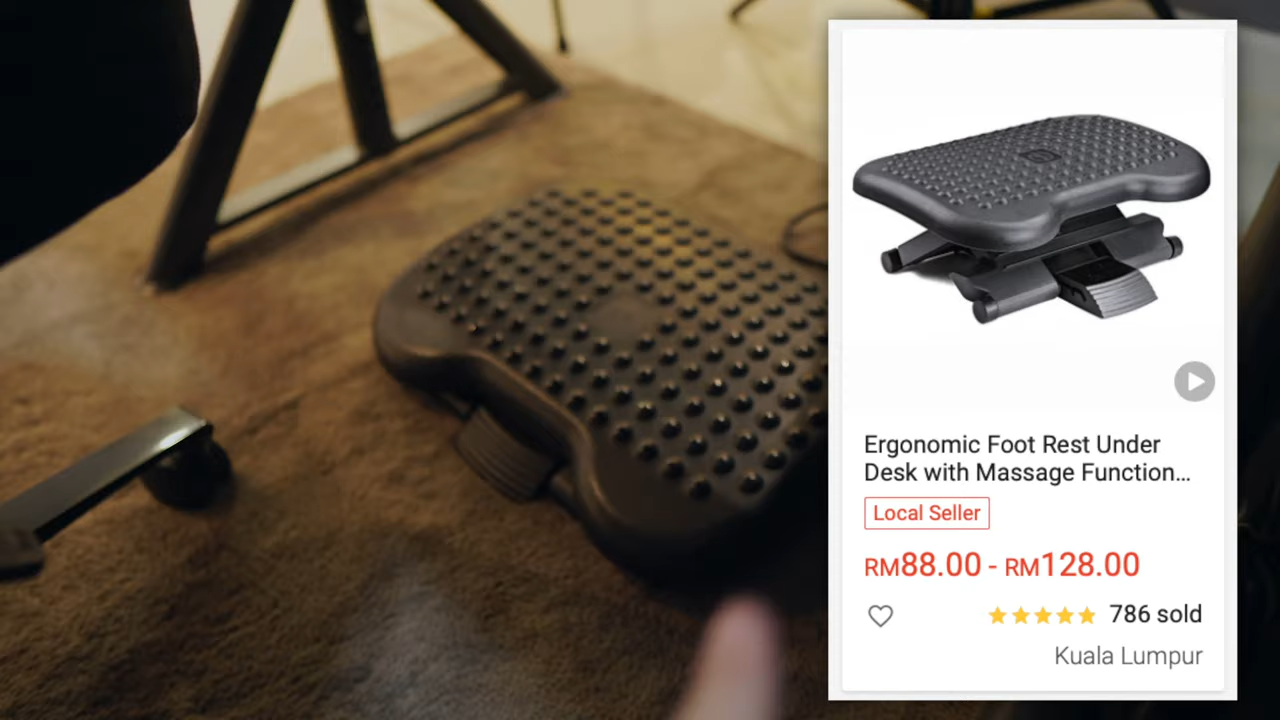 Ergonomic Foot Rest Under
Desk with Massage Function...
Local Seller
RM88.00 - RM128.00
786 sold
Kuala Lumpur